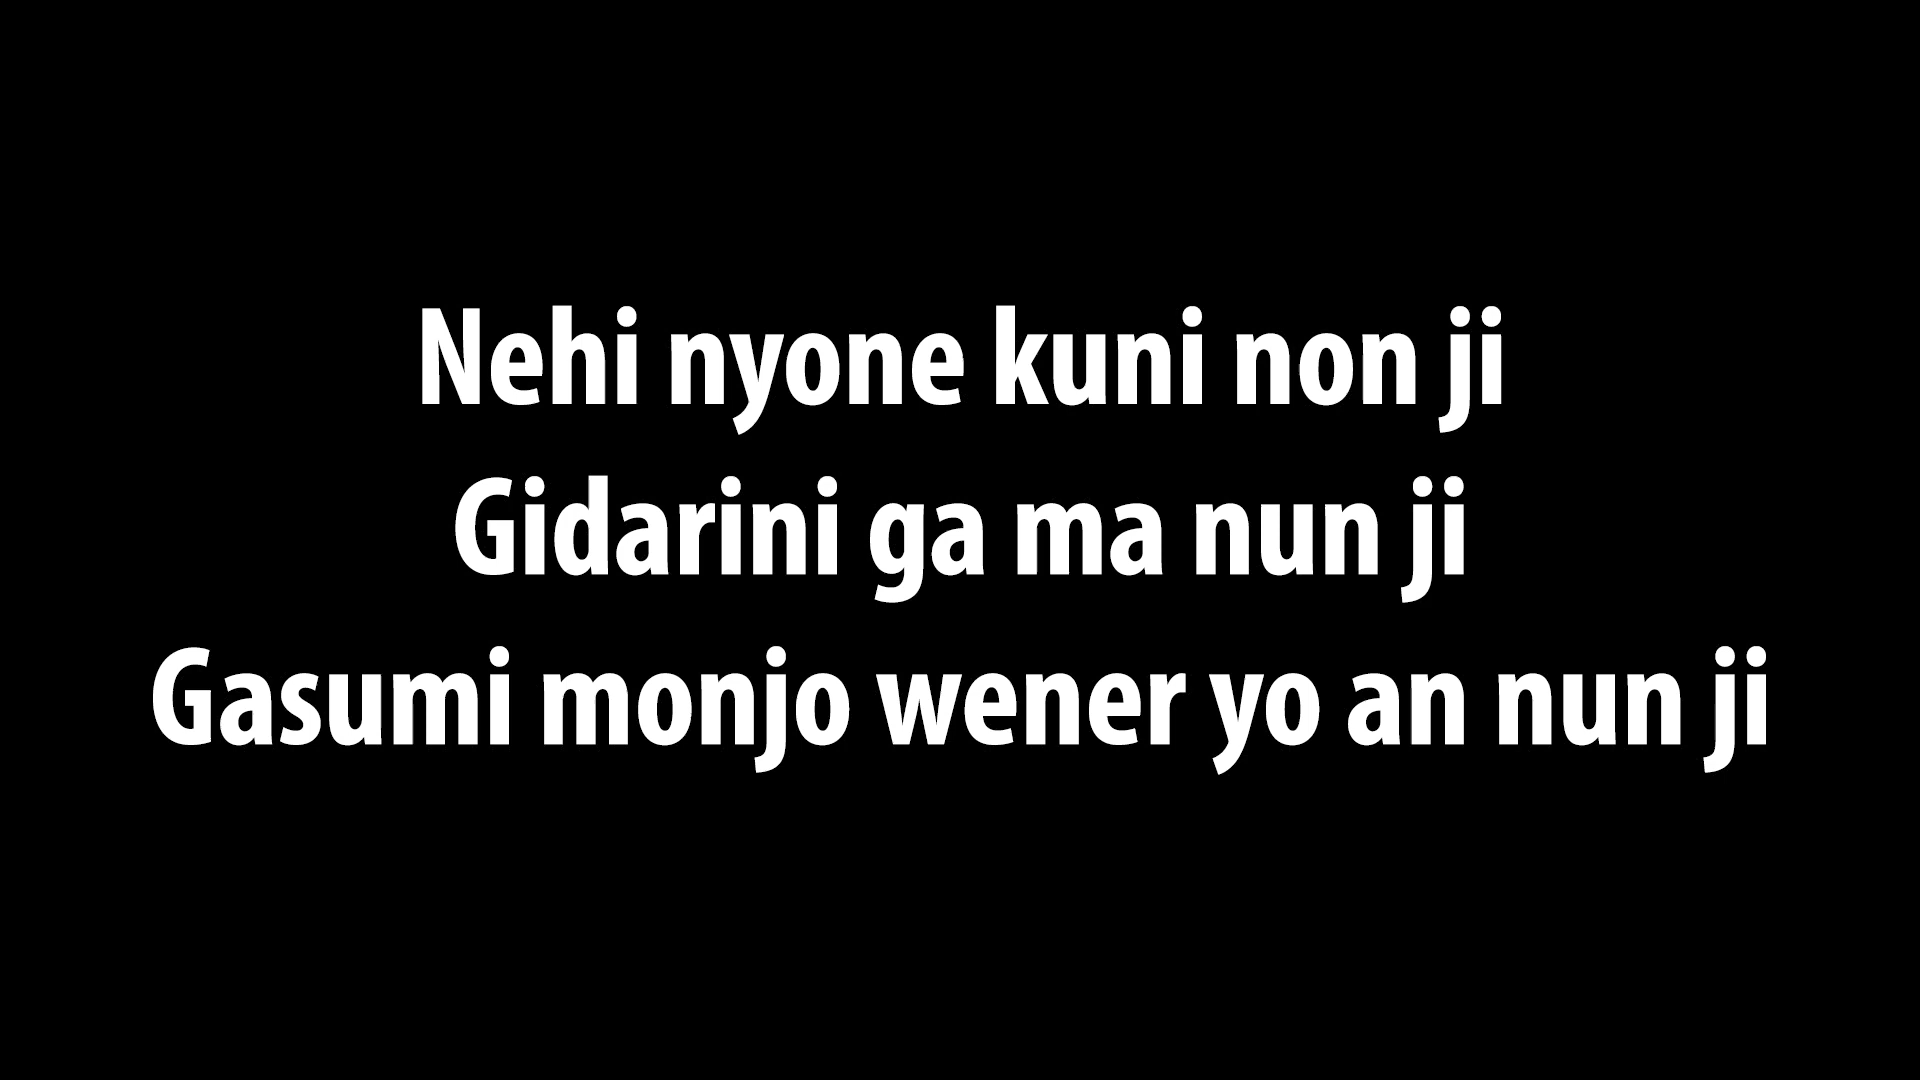 Nehi nyone kuni non ji
Gidarini ga ma nun ji
Gasumi monjo wener yo an nun ji